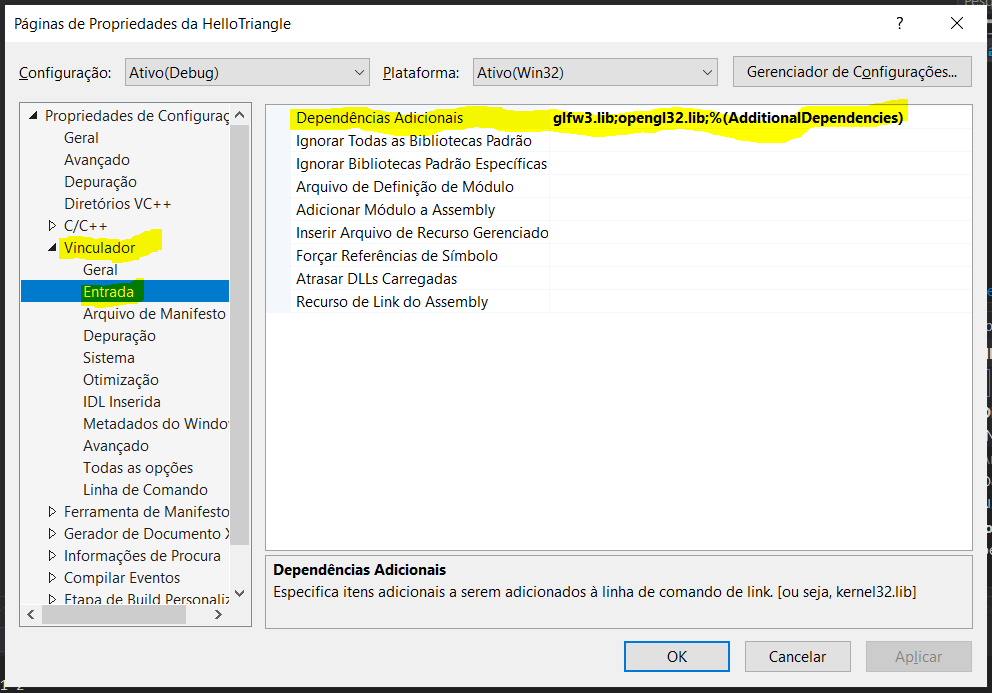 Páginas de Propriedades da HelloTriangle
?
Configuração: Ativo(Debug) Plataforma: Ativo(Win32) Gerenciador de Configurações...
Propriedades de Configuraç
Geral
Avançado
Depuração
Diretórios VC++
C/C++
Vinculador
Geral
Entrada
Arquivo de Manifesto
Depuração
Sistema
Otimização
IDL Inserida
Metadados do Windo
Avançado
Todas as opções
Linha de Comando
Ferramenta de Manifesto
Gerador de Documento X
Informações de Procura
Compilar Eventos
Etapa de Build Personaliz
Dependências Adicionais glfw3.lib;opengl32.lib;%(AdditionalDependencies)
Ignorar Todas as Bibliotecas Padrão
Ignorar Bibliotecas Padrão Específicas
Arquivo de Definição de Módulo
Adicionar Módulo a Assembly
Inserir Arquivo de Recurso Gerenciado
Forçar Referências de Símbolo
Atrasar DLLs Carregadas
Recurso de Link do Assembly
Dependências Adicionais
Especifica itens adicionais a serem adicionados à linha de comando de link. [ou seja, kernel32.lib]
OK Cancelar Aplicar